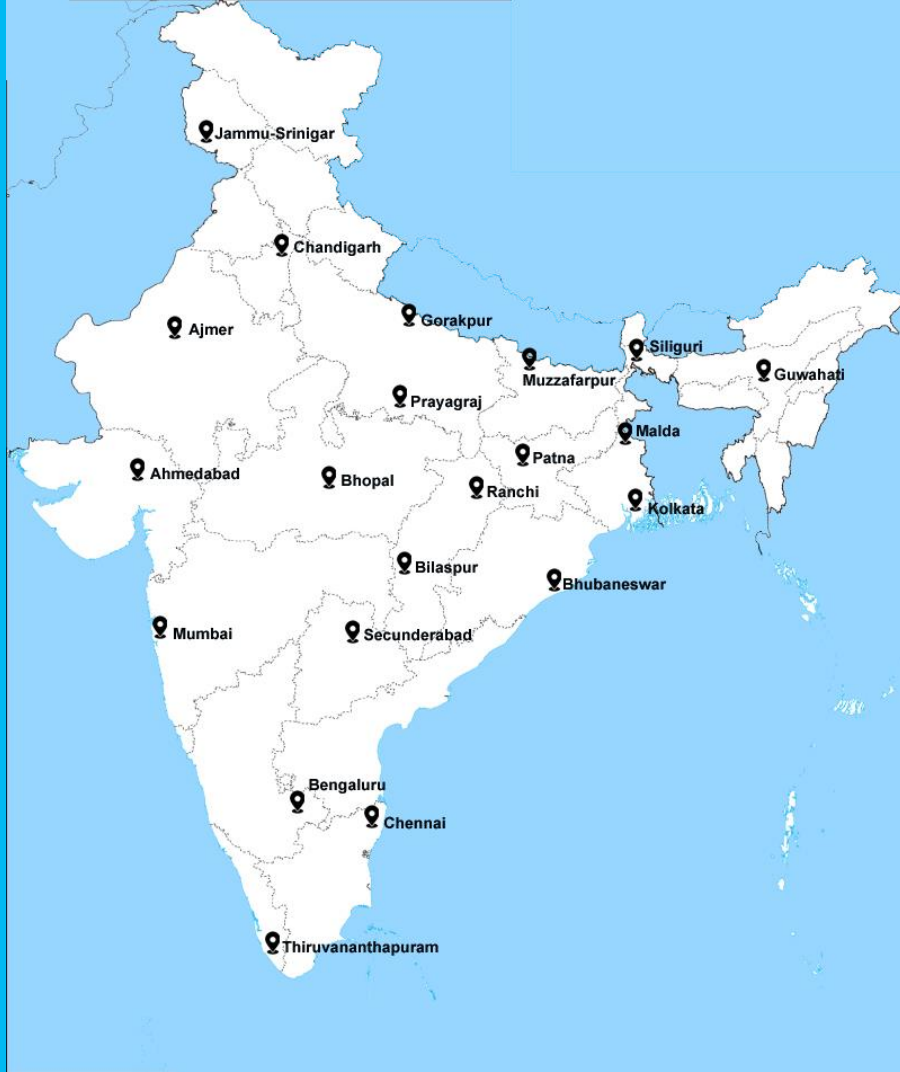 Jammu-Srinigar
Chandigarh
Gorakpur
Ajmer
Siliguri
Muzzafarpur
Guwahati
Prayagraj
Malda
Patna
Ahmedabad
Bhopal
Ranchi
Kolkata
Bilaspur
Bhubaneswar
Mumbai
Secunderabad
Bengaluru
Chennai
Thiruvananthapuram